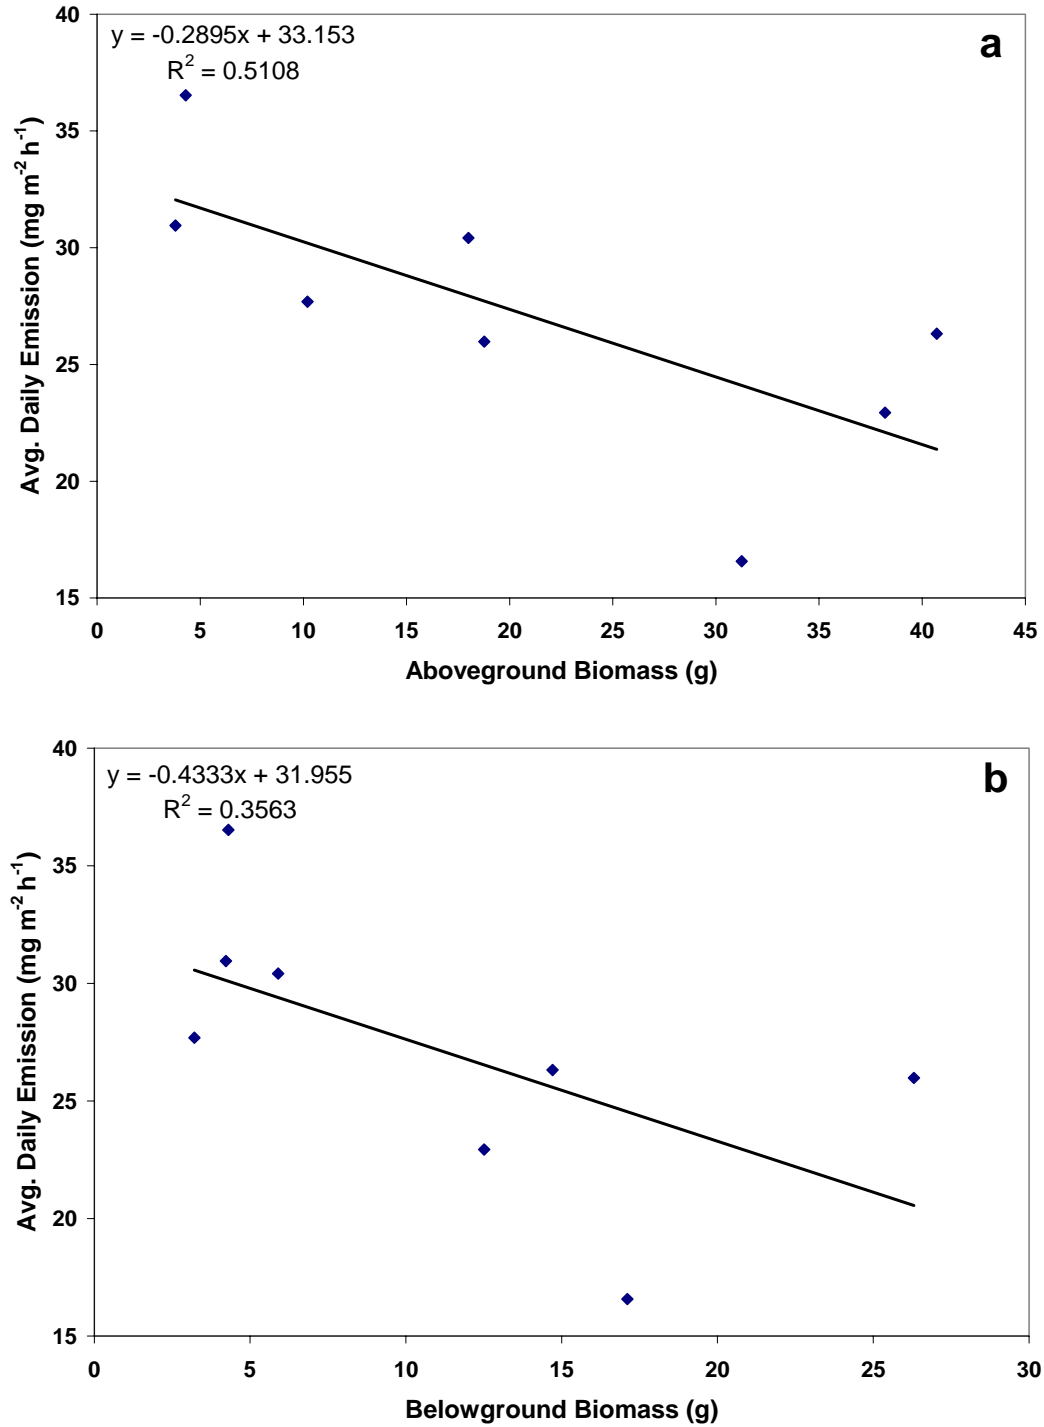 y = -0.2895x + 33.153
R² = 0.5108
a
40
35
30
25
20
15
Avg. Daily Emission (mg m⁻² h⁻¹)
0 5 10 15 20 25 30 35 40 45
Aboveground Biomass (g)
y = -0.4333x + 31.955
R² = 0.3563
b
40
35
30
25
20
15
Avg. Daily Emission (mg m⁻² h⁻¹)
0 5 10 15 20 25 30
Belowground Biomass (g)